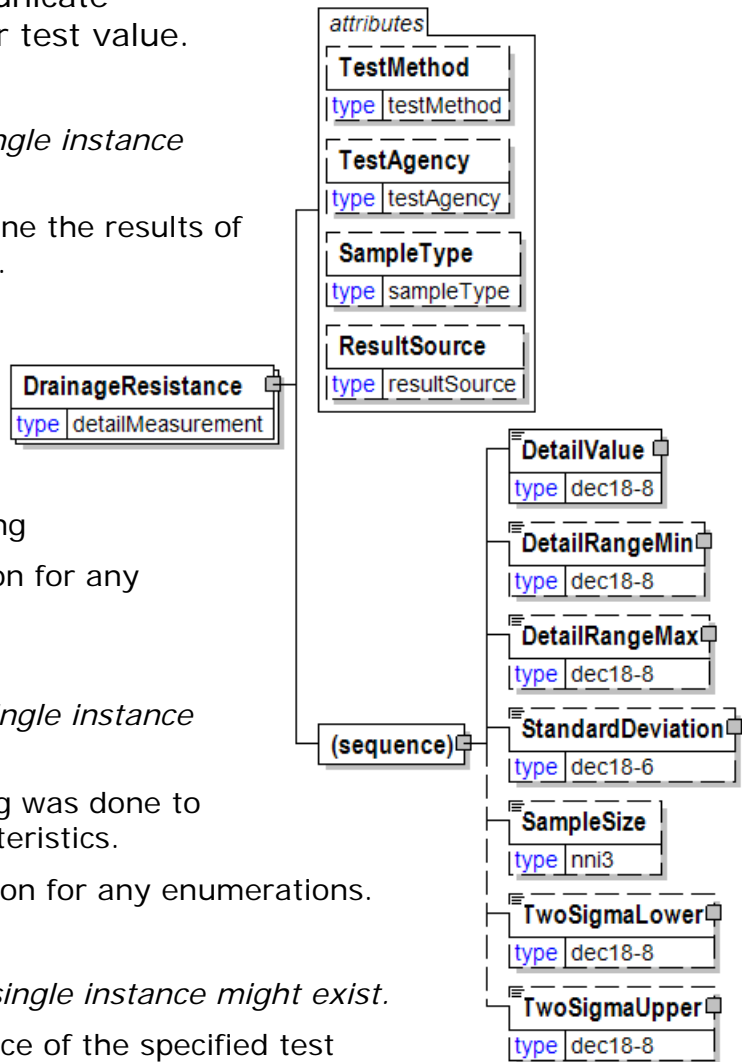 unicate
r test value.
ngle instance
ne the results of
.
ng
on for any
ingle instance
g was done to
teristics.
on for any enumerations.
single instance might exist.
ce of the specified test
DrainageResistance
type detailMeasurement
attributes
TestMethod
type testMethod
TestAgency
type testAgency
SampleType
type sampleType
ResultSource
type resultSource
(sequence)
DetailValue
type dec18-8
DetailRangeMin
type dec18-8
DetailRangeMax
type dec18-8
StandardDeviation
type dec18-6
SampleSize
type nni3
TwoSigmaLower
type dec18-8
TwoSigmaUpper
type dec18-8